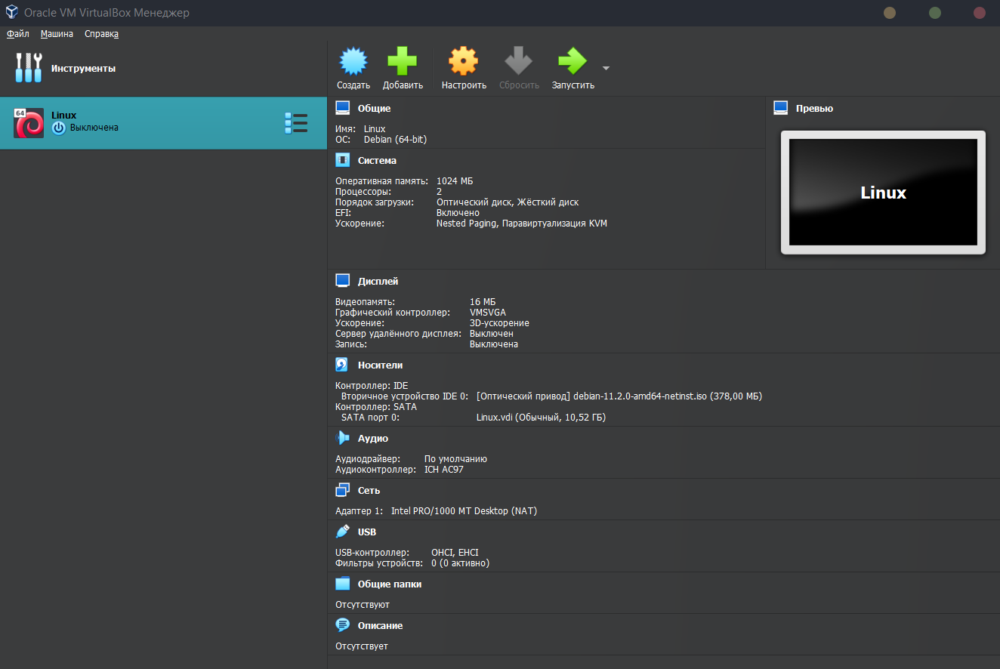 Oracle VM VirtualBox Менеджер
Файл Машина Справка
Инструменты
Создать Добавить Настроить Сбросить Запустить
64
Linux
Выключена
Общие
Имя: Linux
ОС: Debian (64-bit)
Превью
Linux
Система
Оперативная память: 1024 МБ
Процессоры: 2
Порядок загрузки: Оптический диск, Жёсткий диск
EFI: Включено
Ускорение: Nested Paging, Паравиртуализация KVM
Дисплей
Видеопамять: 16 МБ
Графический контроллер: VMSVGA
Ускорение: 3D-ускорение
Сервер удалённого дисплея: Выключен
Запись: Выключена
Носители
Контроллер: IDE
Вторичное устройство IDE 0: [Оптический привод] debian-11.2.0-amd64-netinst.iso (378,00 МБ)
Контроллер: SATA
SATA порт 0: Linux.vdi (Обычный, 10,52 ГБ)
Аудио
Аудиодрайвер: По умолчанию
Аудиоконтроллер: ICH AC97
Сеть
Адаптер 1: Intel PRO/1000 MT Desktop (NAT)
USB
USB-контроллер: OHCI, EHCI
Фильтры устройств: 0 (0 активно)
Общие папки
Отсутствуют
Описание
Отсутствует